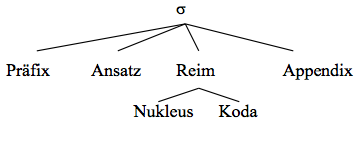 σ
Präfix Ansatz Reim Appendix
Nukleus Koda